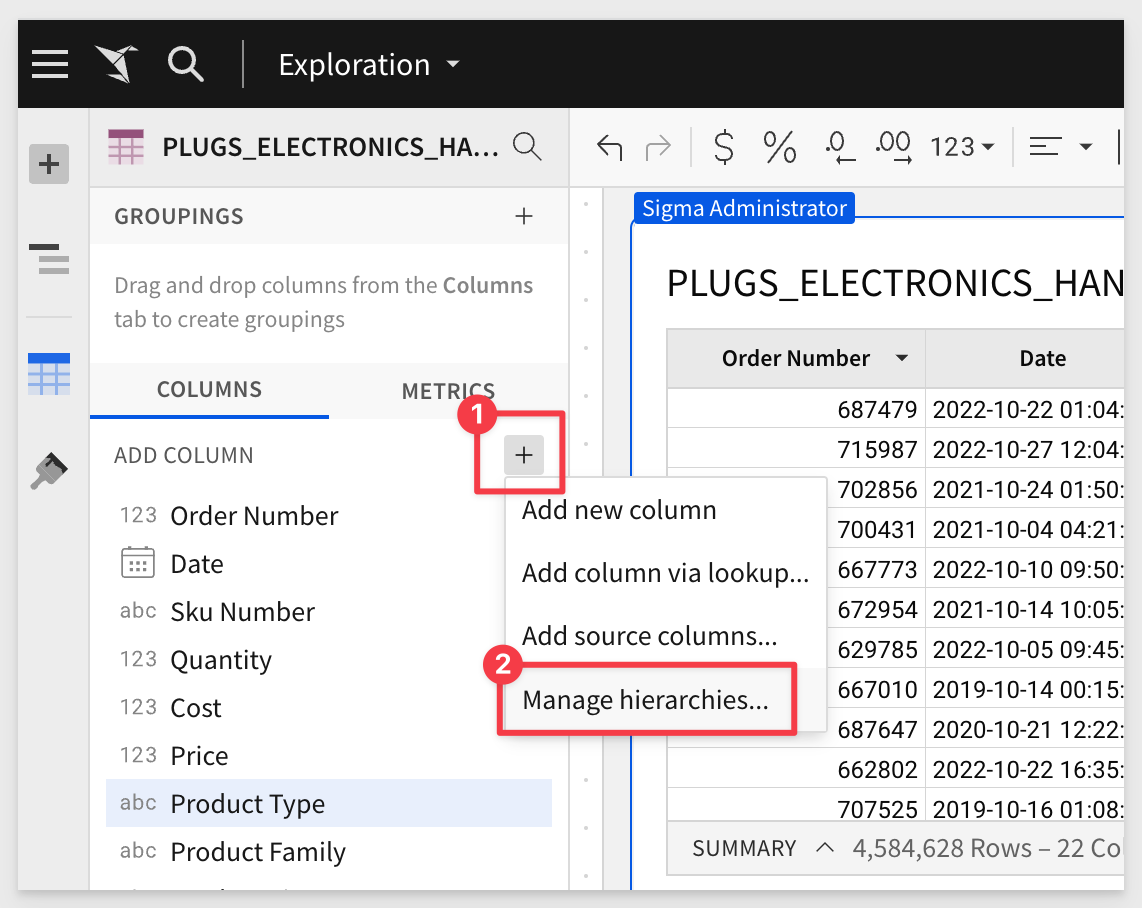 Exploration
PLUGS_ELECTRONICS_HA...
$ % .0 .00 123
GROUPINGS
Drag and drop columns from the Columns
tab to create groupings
COLUMNS METRICS
1
ADD COLUMN
123 Order Number
Date
abc Sku Number
123 Quantity
123 Cost
123 Price
abc Product Type
abc Product Family
Add new column
Add column via lookup...
Add source columns...
2
Manage hierarchies...
Sigma Administrator
PLUGS_ELECTRONICS_HAN
Order Number Date
687479 2022-10-22 01:04:
715987 2022-10-27 12:04:
702856 2021-10-24 01:50:
700431 2021-10-04 04:21:
667773 2022-10-10 09:50:
672954 2021-10-14 10:05:
629785 2022-10-05 09:45:
667010 2019-10-14 00:15:
687647 2020-10-21 12:22:
662802 2022-10-22 16:35:
707525 2019-10-16 01:08:
SUMMARY 4,584,628 Rows – 22 Co